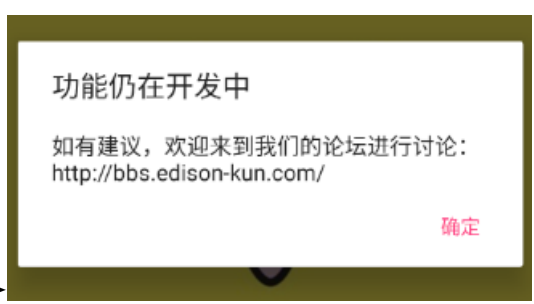 功能仍在开发中
如有建议，欢迎来到我们的论坛进行讨论：
http://bbs.edison-kun.com/
确定